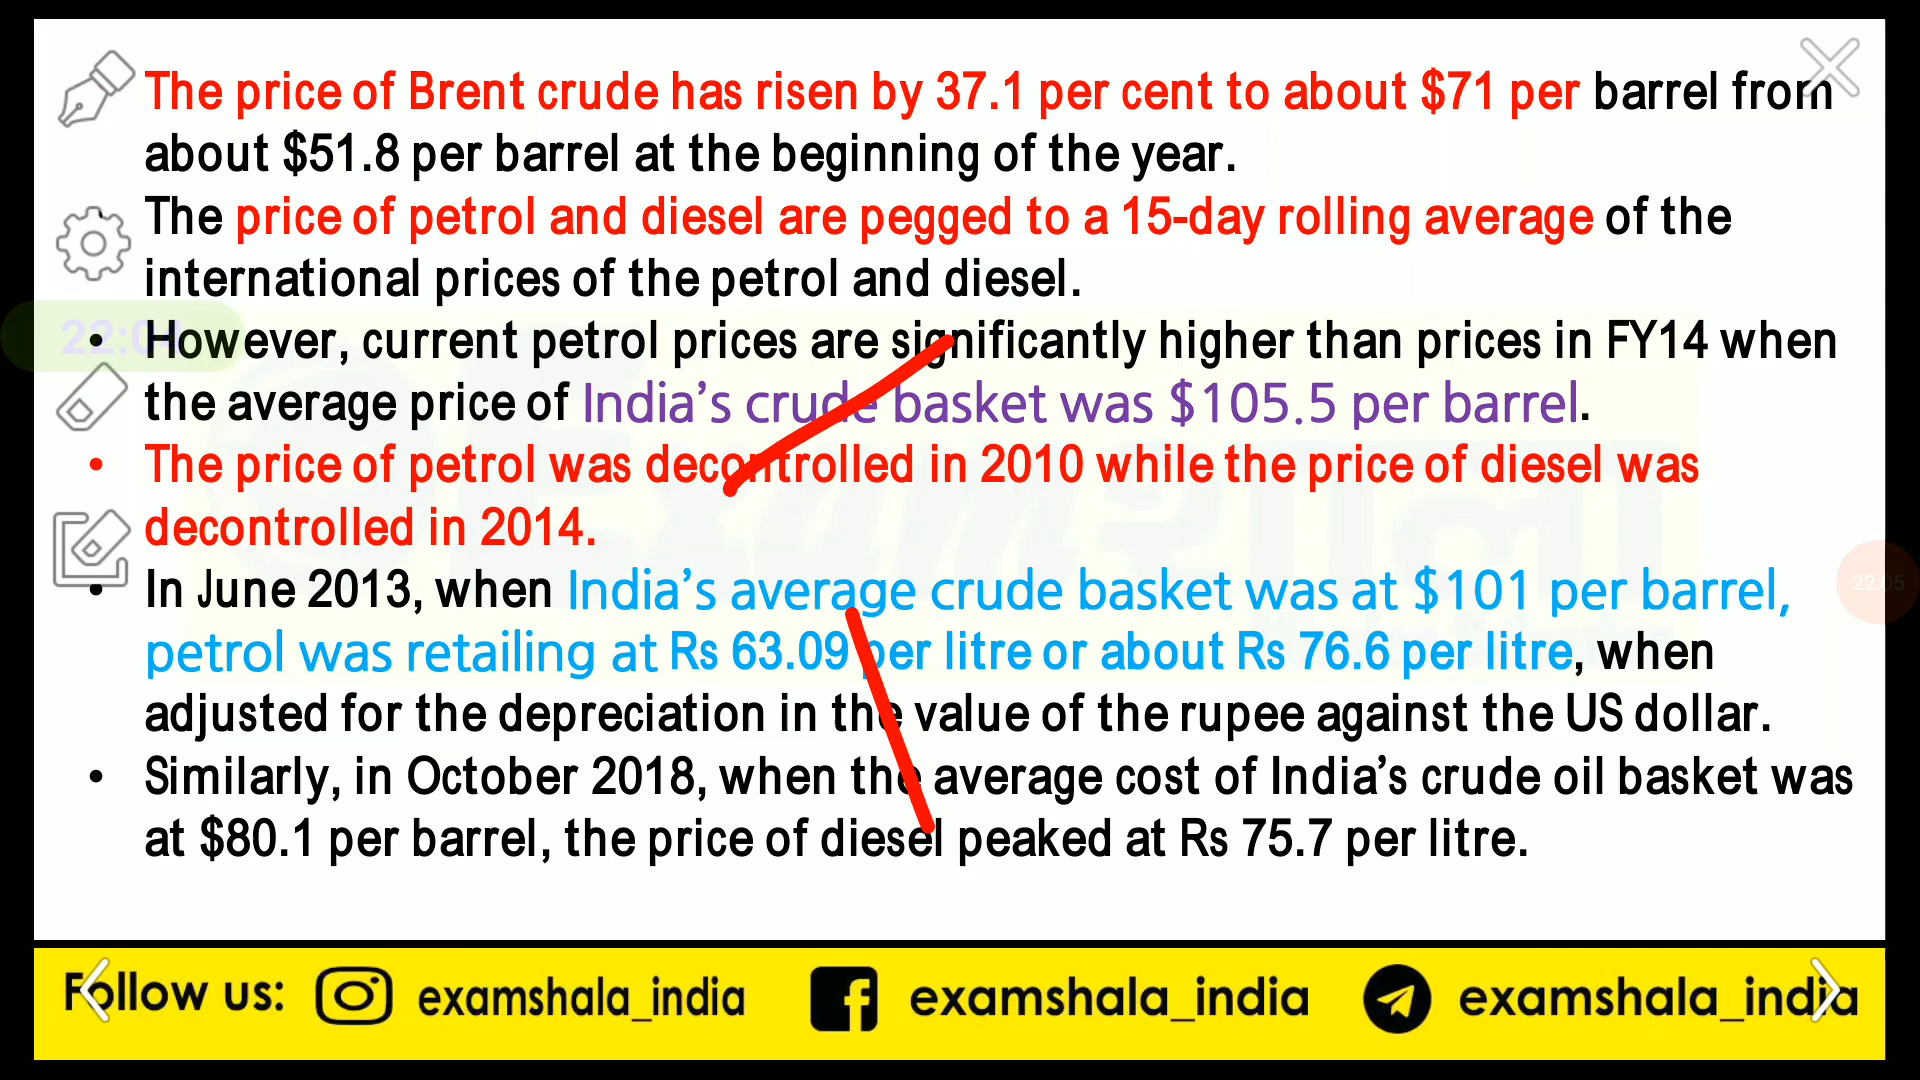 The price of Brent crude has risen by 37.1 per cent to about $71 per barrel from
about $51.8 per barrel at the beginning of the year.
The price of petrol and diesel are pegged to a 15-day rolling average of the
international prices of the petrol and diesel.
• However, current petrol prices are significantly higher than prices in FY14 when
the average price of India's crude basket was $105.5 per barrel.
• The price of petrol was decontrolled in 2010 while the price of diesel was
decontrolled in 2014.
• In June 2013, when India's average crude basket was at $101 per barrel,
petrol was retailing at Rs 63.09 per litre or about Rs 76.6 per litre, when
adjusted for the depreciation in the value of the rupee against the US dollar.
• Similarly, in October 2018, when the average cost of India's crude oil basket was
at $80.1 per barrel, the price of diesel peaked at Rs 75.7 per litre.
22:05
Follow us: examshala_india examshala_india examshala_india